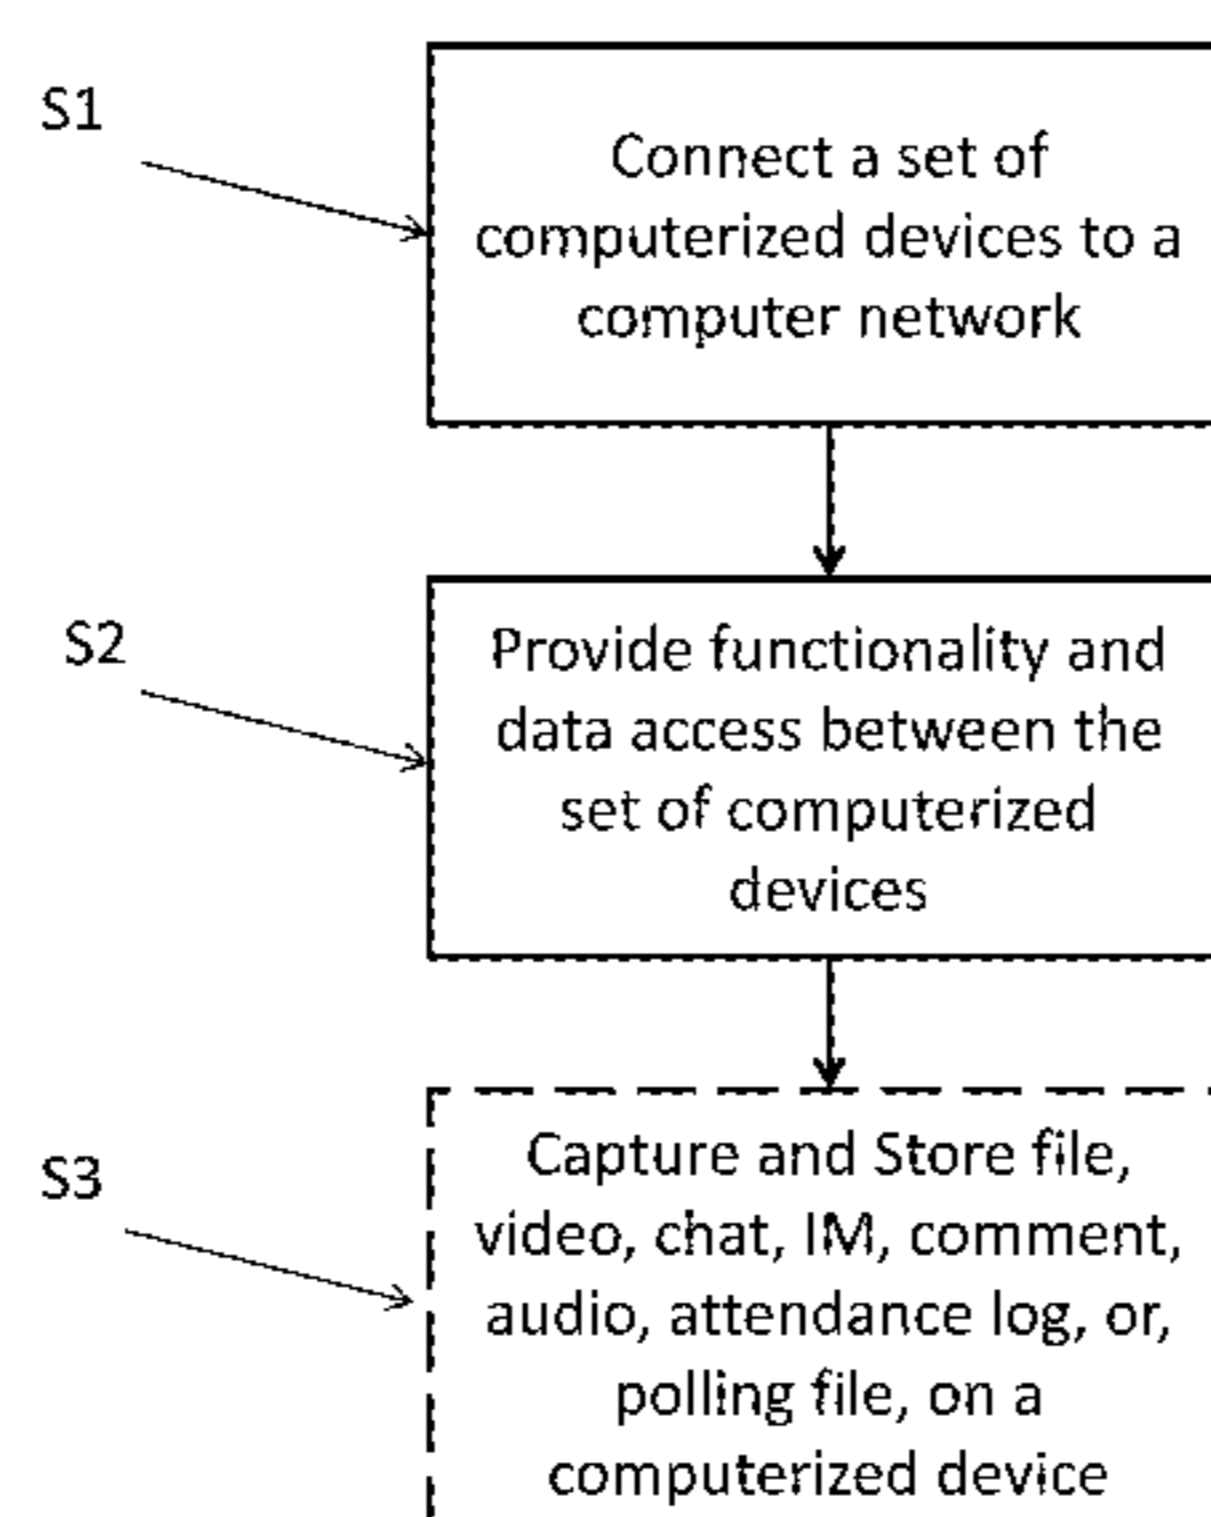 S1
Connect a set of
computerized devices to a
computer network
S2
Provide functionality and
data access between the
set of computerized
devices
S3
Capture and Store file,
video, chat, IM, comment,
audio, attendance log, or,
polling file, on a
computerized device